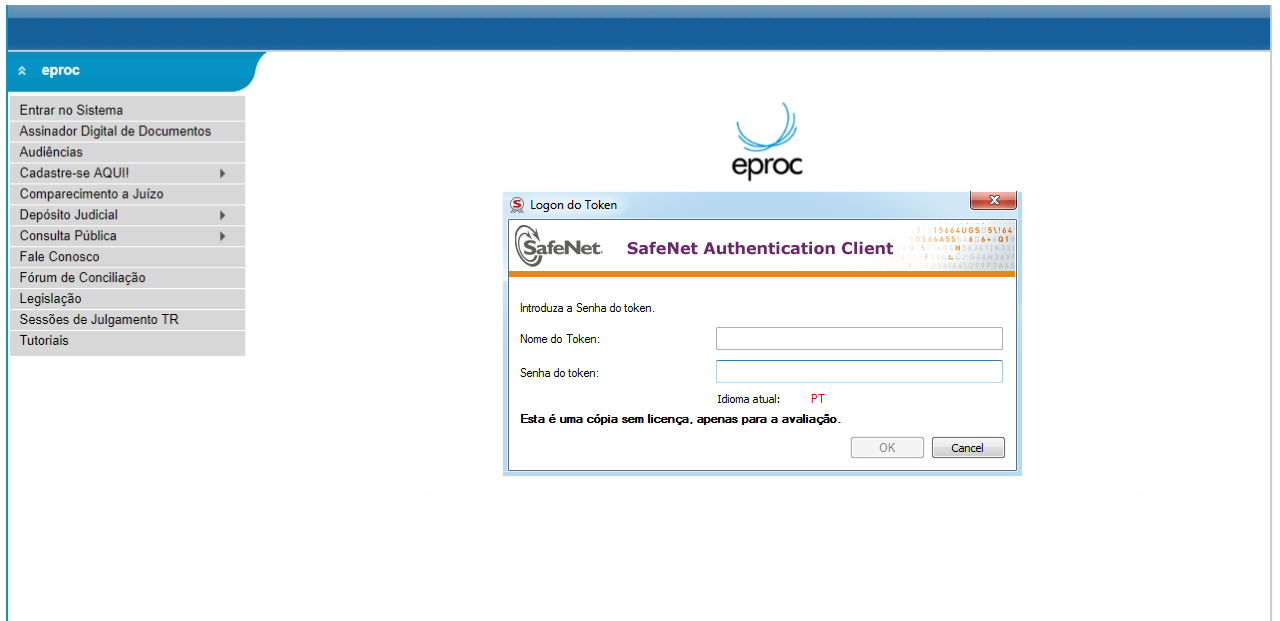 eproc
Entrar no Sistema
Assinador Digital de Documentos
Audiências
Cadastre-se AQUI!
Comparecimento a Juízo
Depósito Judicial
Consulta Pública
Fale Conosco
Fórum de Conciliação
Legislação
Sessões de Julgamento TR
Tutoriais
eproc
Logon do Token
SafeNet. SafeNet Authentication Client
Introduza a Senha do token.
Nome do Token:
Senha do token:
Idioma atual: PT
Esta é uma cópia sem licença, apenas para a avaliação.
OK Cancel